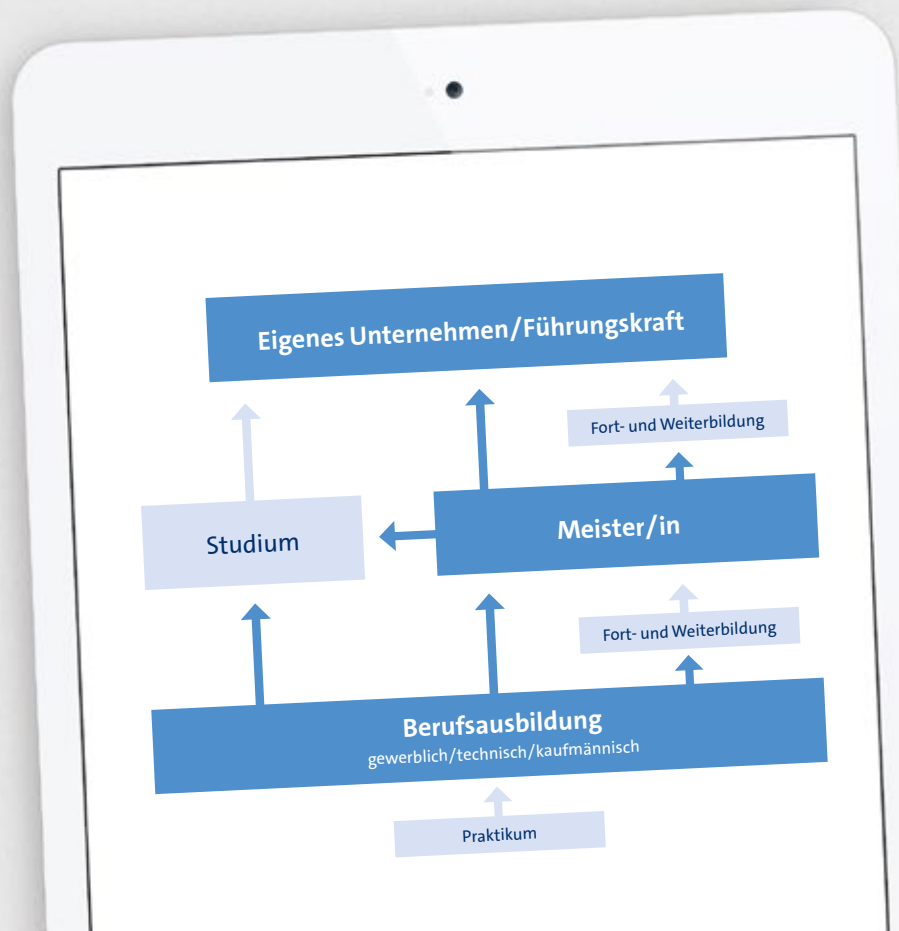 Eigenes Unternehmen/Führungskraft
Fort- und Weiterbildung
Studium
Meister/in
Fort- und Weiterbildung
Berufsausbildung
gewerblich/technisch/kaufmännisch
Praktikum